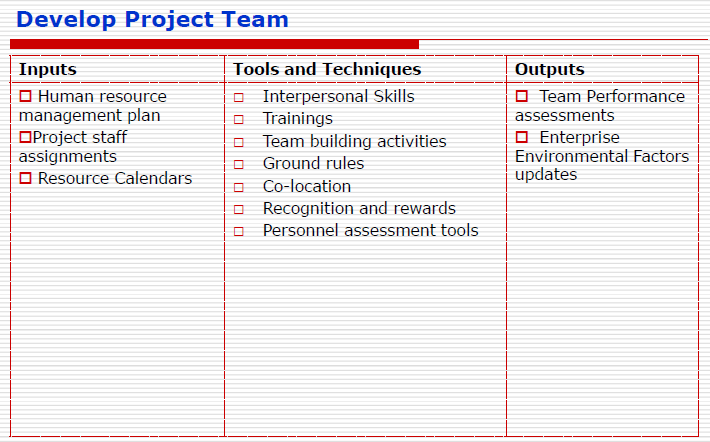 Develop Project Team
Inputs
Human resource
management plan
Project staff
assignments
Resource Calendars
Tools and Techniques
Interpersonal Skills
Trainings
Team building activities
Ground rules
Co-location
Recognition and rewards
Personnel assessment tools
Outputs
Team Performance
assessments
Enterprise
Environmental Factors
updates